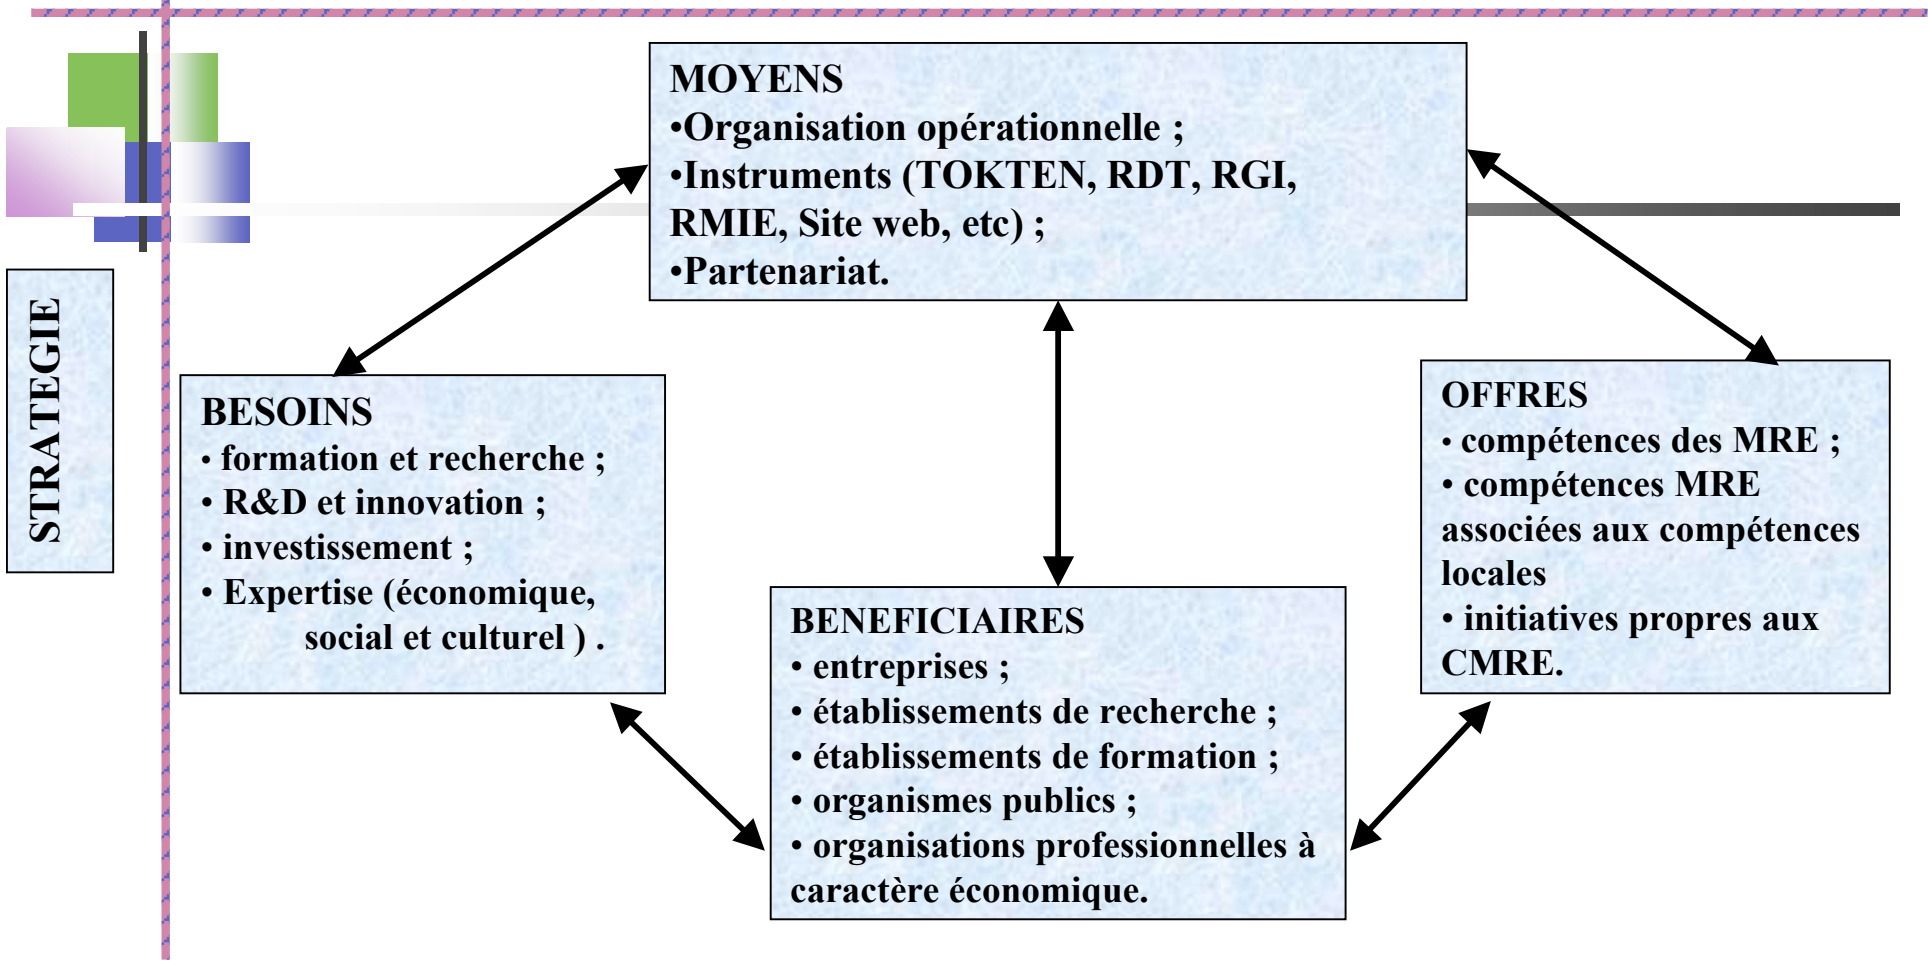 STRATEGIE
MOYENS
•Organisation opérationnelle ;
•Instruments (TOKTEN, RDT, RGI,
RMIE, Site web, etc) ;
•Partenariat.
BESOINS
• formation et recherche ;
• R&D et innovation ;
• investissement ;
• Expertise (économique,
social et culturel ) .
OFFRES
• compétences des MRE ;
• compétences MRE
associées aux compétences
locales
• initiatives propres aux
CMRE.
BENEFICIAIRES
• entreprises ;
• établissements de recherche ;
• établissements de formation ;
• organismes publics ;
• organisations professionnelles à
caractère économique.